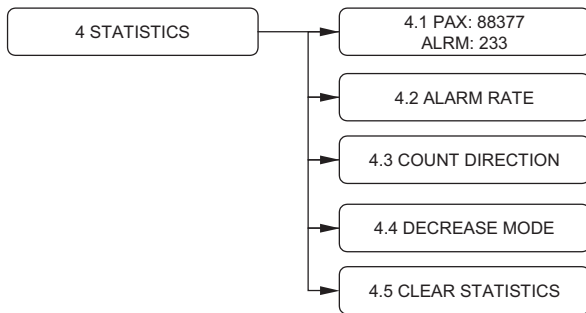 4 STATISTICS
4.1 PAX: 88377
ALRM: 233
4.2 ALARM RATE
4.3 COUNT DIRECTION
4.4 DECREASE MODE
4.5 CLEAR STATISTICS